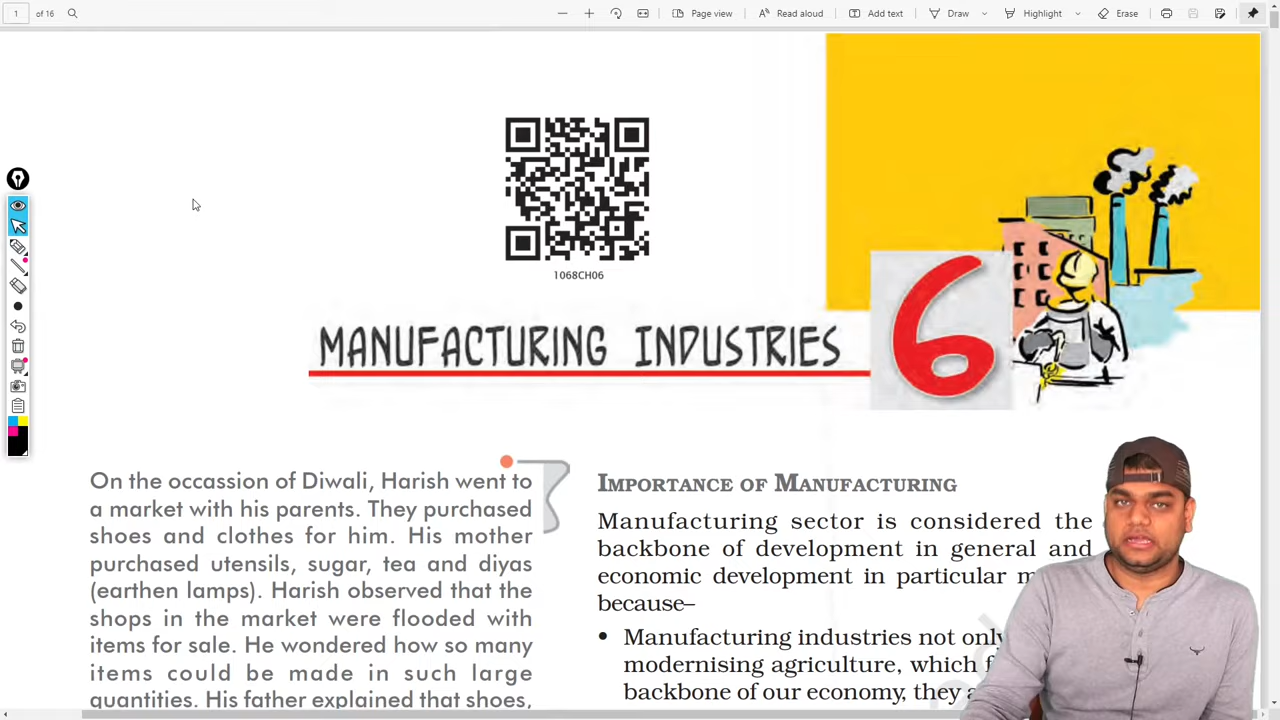 1 of 16
Page view
Read aloud
Add text
Draw
Highlight
Erase
1068CH06
MANUFACTURING INDUSTRIES
6
On the occassion of Diwali, Harish went to
a market with his parents. They purchased
shoes and clothes for him. His mother
purchased utensils, sugar, tea and diyas
(earthen lamps). Harish observed that the
shops in the market were flooded with
items for sale. He wondered how so many
items could be made in such large
quantities. His father explained that shoes,
IMPORTANCE OF MANUFACTURING
Manufacturing sector is considered the
backbone of development in general and
economic development in particular
because–
• Manufacturing industries not only
modernising agriculture, which
backbone of our economy, they